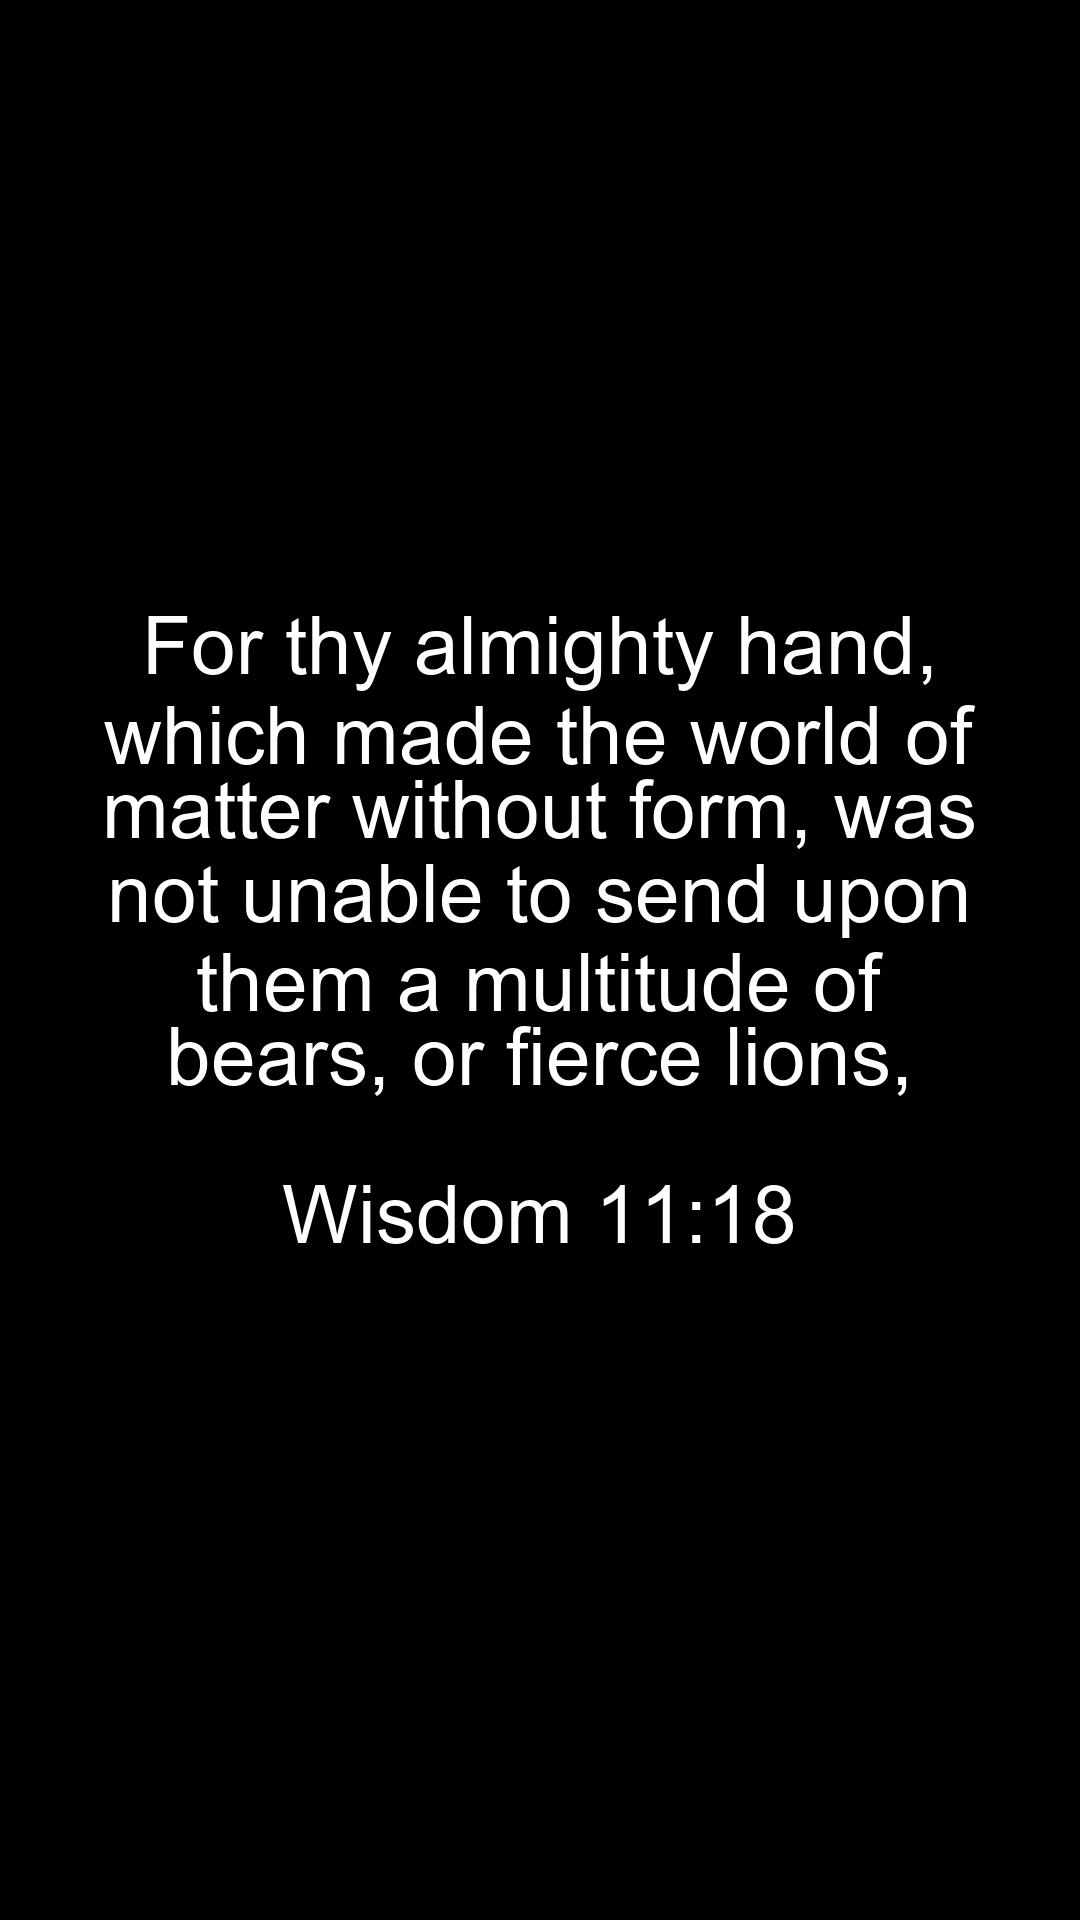 For thy almighty hand,
which made the world of
matter without form, was
not unable to send upon
them a multitude of
bears, or fierce lions,
Wisdom 11:18